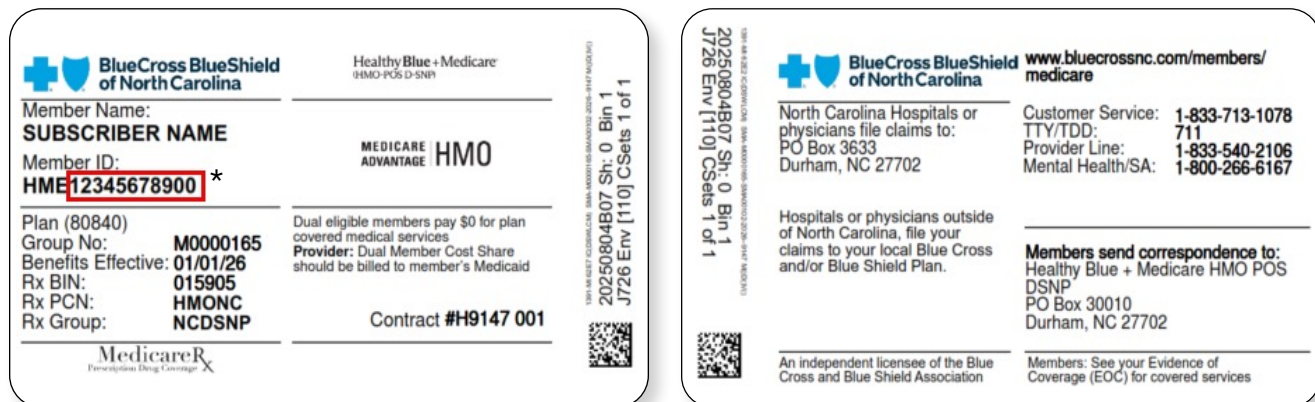 BlueCross BlueShield
of North Carolina
Healthy Blue + Medicare
(HMO-POS D-SNP)
Member Name:
SUBSCRIBER NAME
Member ID:
HME12345678900 *
MEDICARE
ADVANTAGE HMO
Plan (80840)
Group No: M0000165
Benefits Effective: 01/01/26
Rx BIN: 015905
Rx PCN: HMONC
Rx Group: NCDSNP
Dual eligible members pay $0 for plan
covered medical services
Provider: Dual Member Cost Share
should be billed to member's Medicaid
Contract #H9147 001
MedicareRx
Prescription Drug Coverage
20250804B07 Sh: 0 Bin 1
J726 Env [110] CSets 1 of 1
20250804B07 Sh: 0 Bin 1
J726 Env [110] CSets 1 of 1
BlueCross BlueShield
of North Carolina
www.bluecrossnc.com/members/
medicare
North Carolina Hospitals or
physicians file claims to:
PO Box 3633
Durham, NC 27702
Customer Service: 1-833-713-1078
TTY/TDD: 711
Provider Line: 1-833-540-2106
Mental Health/SA: 1-800-266-6167
Hospitals or physicians outside
of North Carolina, file your
claims to your local Blue Cross
and/or Blue Shield Plan.
Members send correspondence to:
Healthy Blue + Medicare HMO POS
DSNP
PO Box 30010
Durham, NC 27702
An independent licensee of the Blue
Cross and Blue Shield Association
Members: See your Evidence of
Coverage (EOC) for covered services